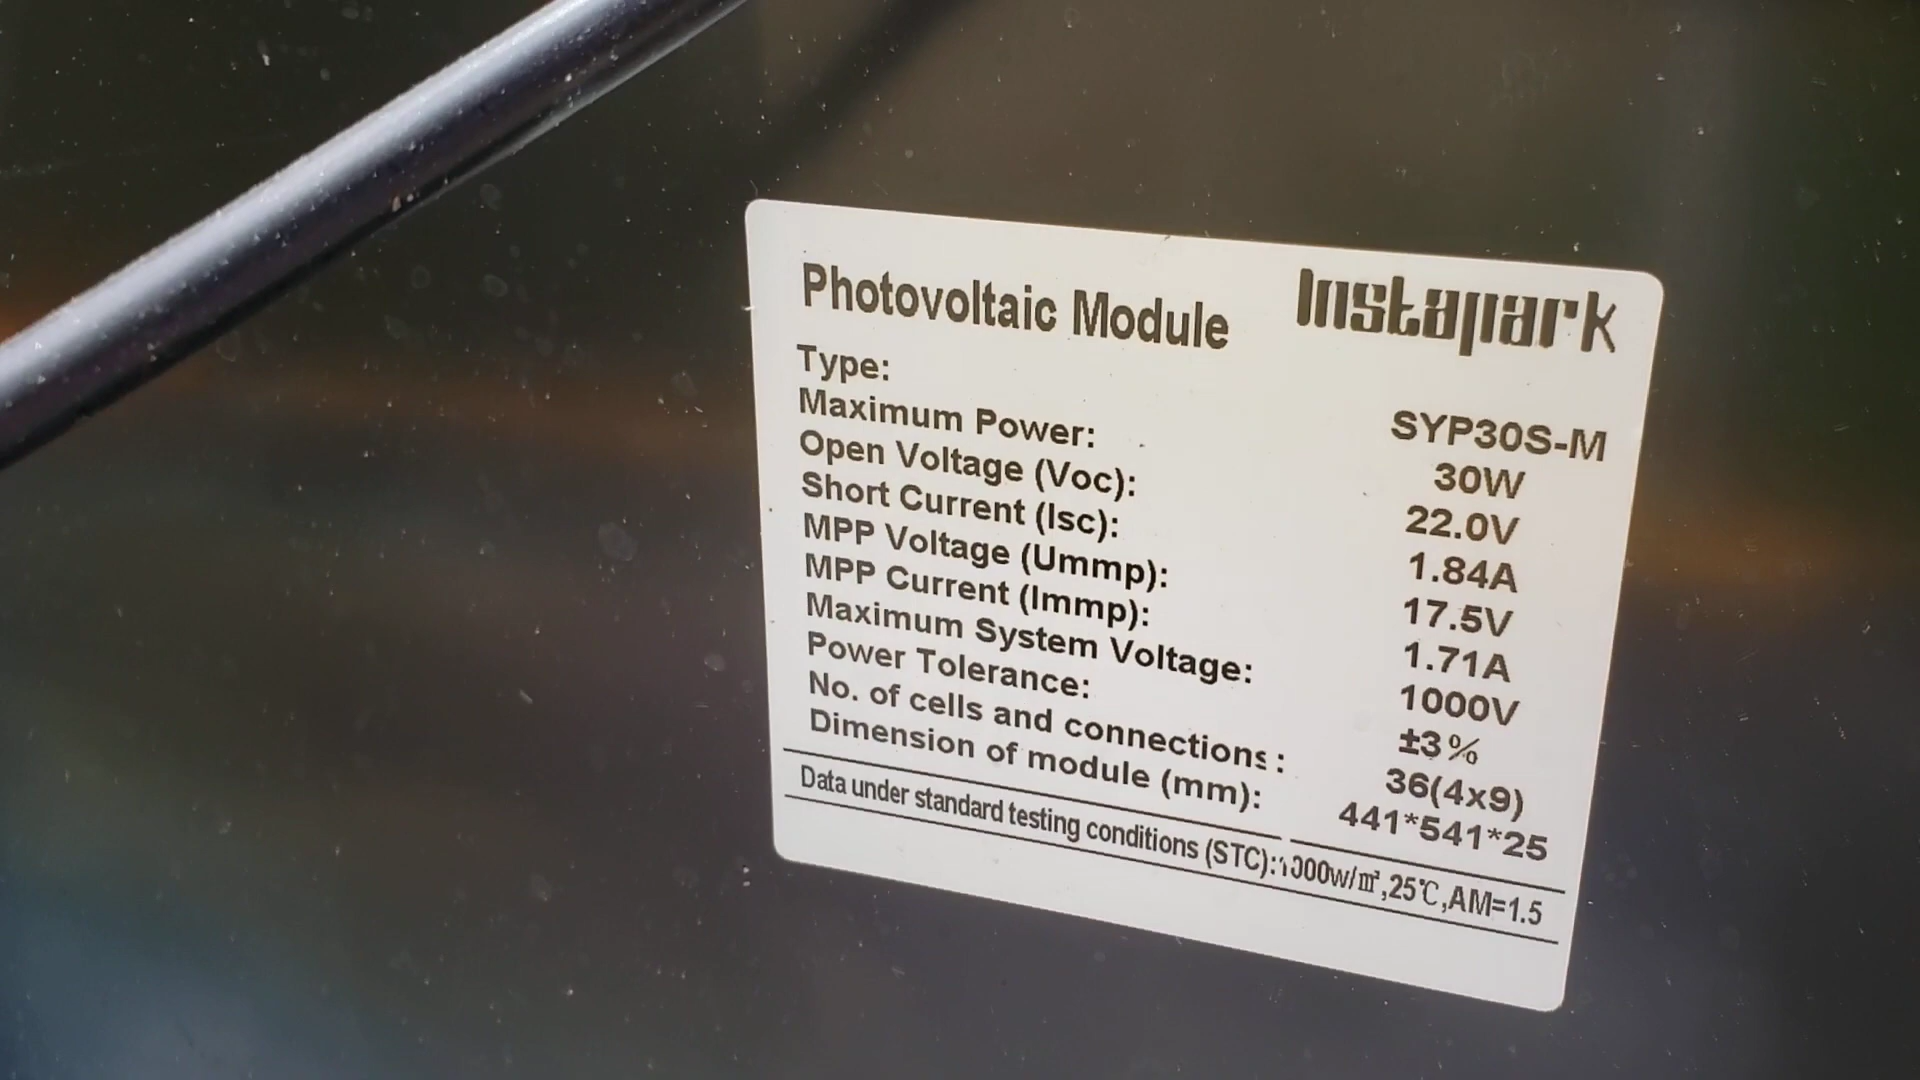 Photovoltaic Module Instapark
Type: SYP30S-M
Maximum Power: 30W
Open Voltage (Voc): 22.0V
Short Current (Isc): 1.84A
MPP Voltage (Ummp): 17.5V
MPP Current (Immp): 1.71A
Maximum System Voltage: 1000V
Power Tolerance: ±3%
No. of cells and connections: 36(4x9)
Dimension of module (mm): 441*541*25
Data under standard testing conditions (STC):1000w/㎡,25℃,AM=1.5